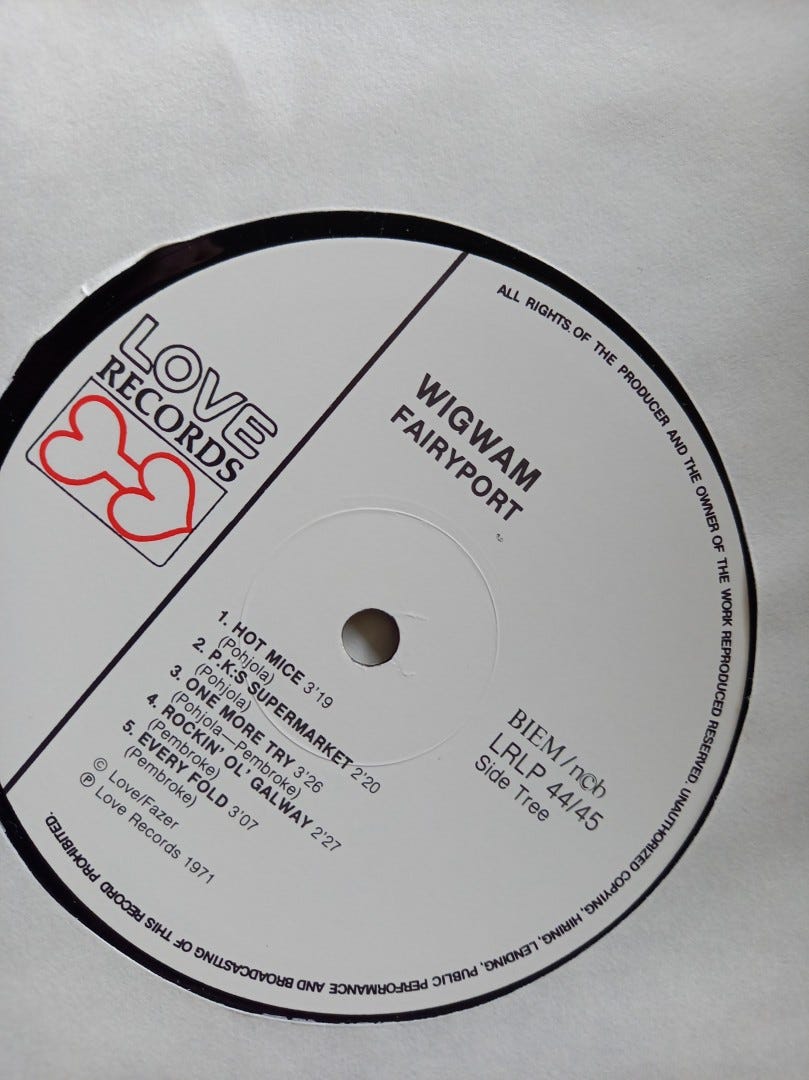 LOVE
RECORDS
WIGWAM
FAIRYPORT
1. HOT MICE 3'19
(Pohjola)
2. P.K:S SUPERMARKET 2'20
(Pohjola)
3. ONE MORE TRY 3'26
(Pohjola—Pembroke)
4. ROCKIN' OL' GALWAY 2'27
(Pembroke)
5. EVERY FOLD 3'07
(Pembroke)
© Love/Fazer
℗ Love Records 1971
BIEM/n©b
LRLP 44/45
Side Tree
ALL RIGHTS OF THE PRODUCER AND THE OWNER OF THE WORK REPRODUCED RESERVED. UNAUTHORIZED COPYING, HIRING, LENDING, PUBLIC PERFORMANCE AND BROADCASTING OF THIS RECORD PROHIBITED.